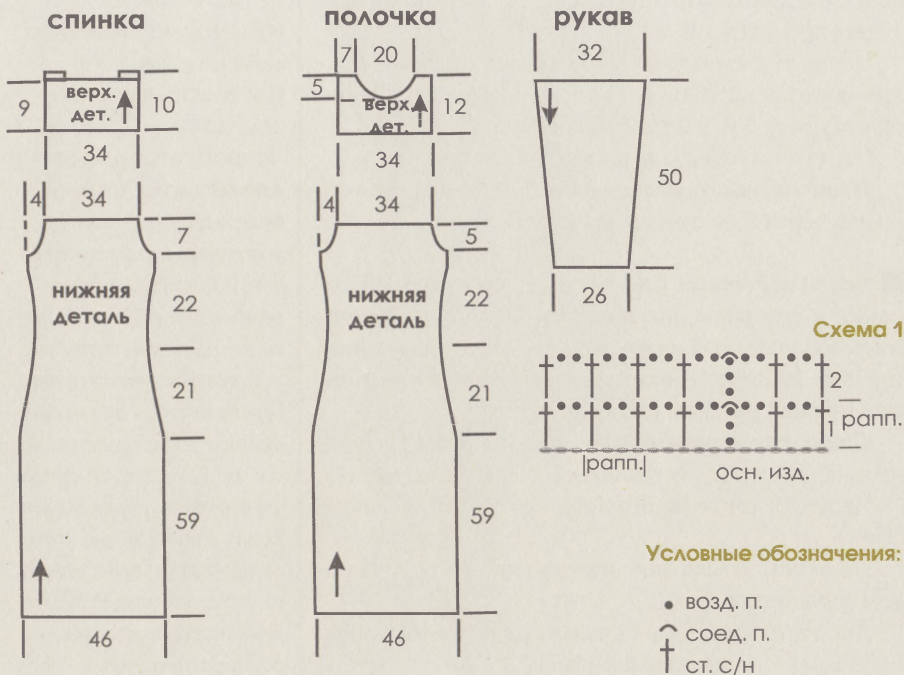 спинка
9
верх.
дет.
10
34
4
34
7
нижняя
деталь
22
21
59
46
полочка
7 20
5
верх.
дет.
12
34
4
34
5
нижняя
деталь
22
21
59
46
рукав
32
50
26
Схема 1
2
1 рапп.
рапп.
осн. изд.
Условные обозначения:
возд. п.
соед. п.
ст. с/н